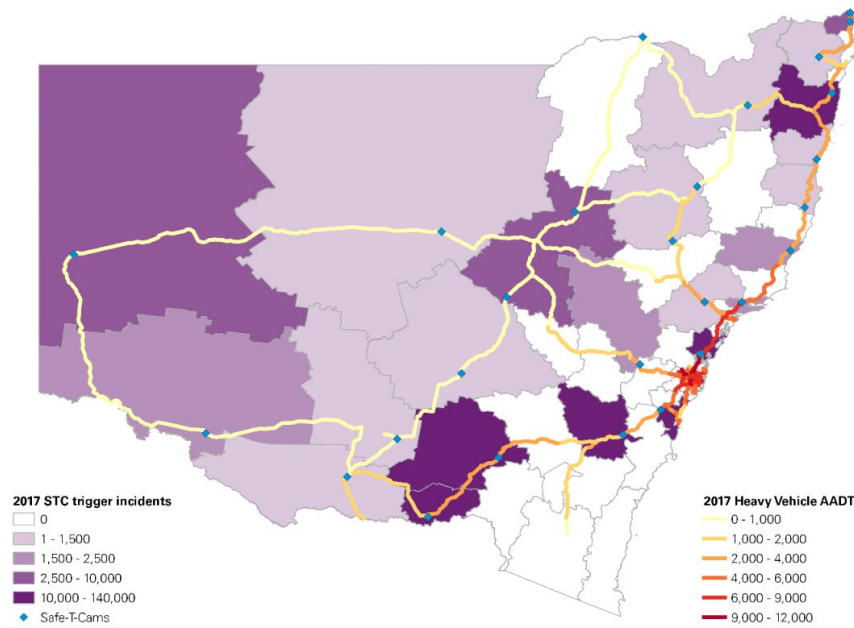 2017 STC trigger incidents
0
1 - 1,500
1,500 - 2,500
2,500 - 10,000
10,000 - 140,000
Safe-T-Cams
2017 Heavy Vehicle AADT
0 - 1,000
1,000 - 2,000
2,000 - 4,000
4,000 - 6,000
6,000 - 9,000
9,000 - 12,000